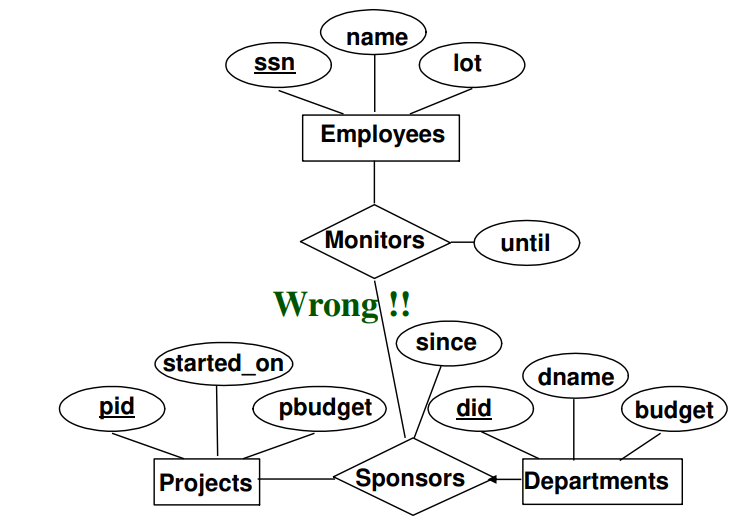 name
ssn
lot
Employees
Monitors
until
Wrong !!
since
started_on
dname
pid
pbudget
did
budget
Projects
Sponsors
Departments